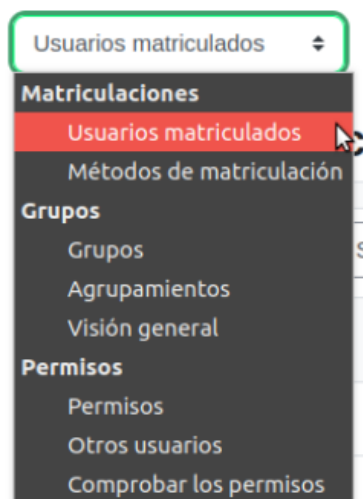 Usuarios matriculados
Matriculaciones
Usuarios matriculados
Métodos de matriculación
Grupos
Grupos
Agrupamientos
Visión general
Permisos
Permisos
Otros usuarios
Comprobar los permisos